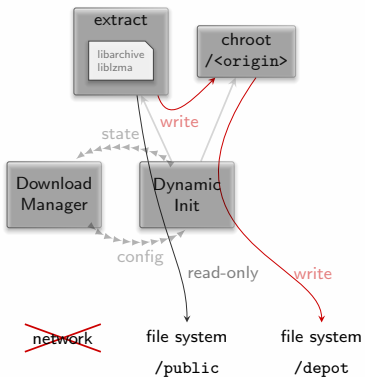 extract
libarchive
liblzma
chroot
/<origin>
write
state
Download
Manager
Dynamic
Init
config
read-only
write
network
file system
/public
file system
/depot